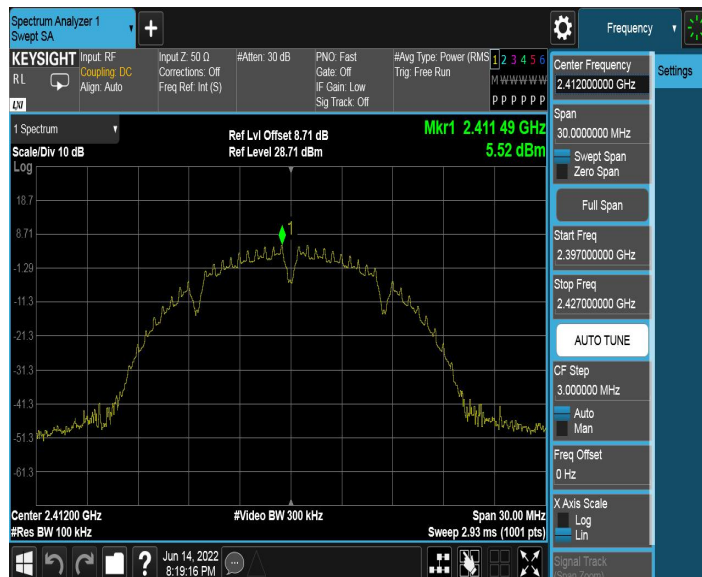 Spectrum Analyzer 1
Swept SA
+
Frequency
KEYSIGHT
RL
LXI
Input: RF
Coupling: DC
Align: Auto
Input Z: 50 Ω
Corrections: Off
Freq Ref: Int (S)
#Atten: 30 dB
PNO: Fast
Gate: Off
IF Gain: Low
Sig Track: Off
#Avg Type: Power (RMS
Trig: Free Run
1 2 3 4 5 6
M W W W W W
P P P P P P
Center Frequency
2.412000000 GHz
Settings
1 Spectrum
Scale/Div 10 dB
Log
Ref Lvl Offset 8.71 dB
Ref Level 28.71 dBm
Mkr1 2.411 49 GHz
5.52 dBm
18.7
8.71
-1.29
-11.3
-21.3
-31.3
-41.3
-51.3
-61.3
1
Center 2.41200 GHz
#Res BW 100 kHz
#Video BW 300 kHz
Span 30.00 MHz
Sweep 2.93 ms (1001 pts)
Span
30.0000000 MHz
Swept Span
Zero Span
Full Span
Start Freq
2.397000000 GHz
Stop Freq
2.427000000 GHz
AUTO TUNE
CF Step
3.000000 MHz
Auto
Man
Freq Offset
0 Hz
X Axis Scale
Log
Lin
Signal Track
(Span Zoom)
?
Jun 14, 2022
8:19:16 PM